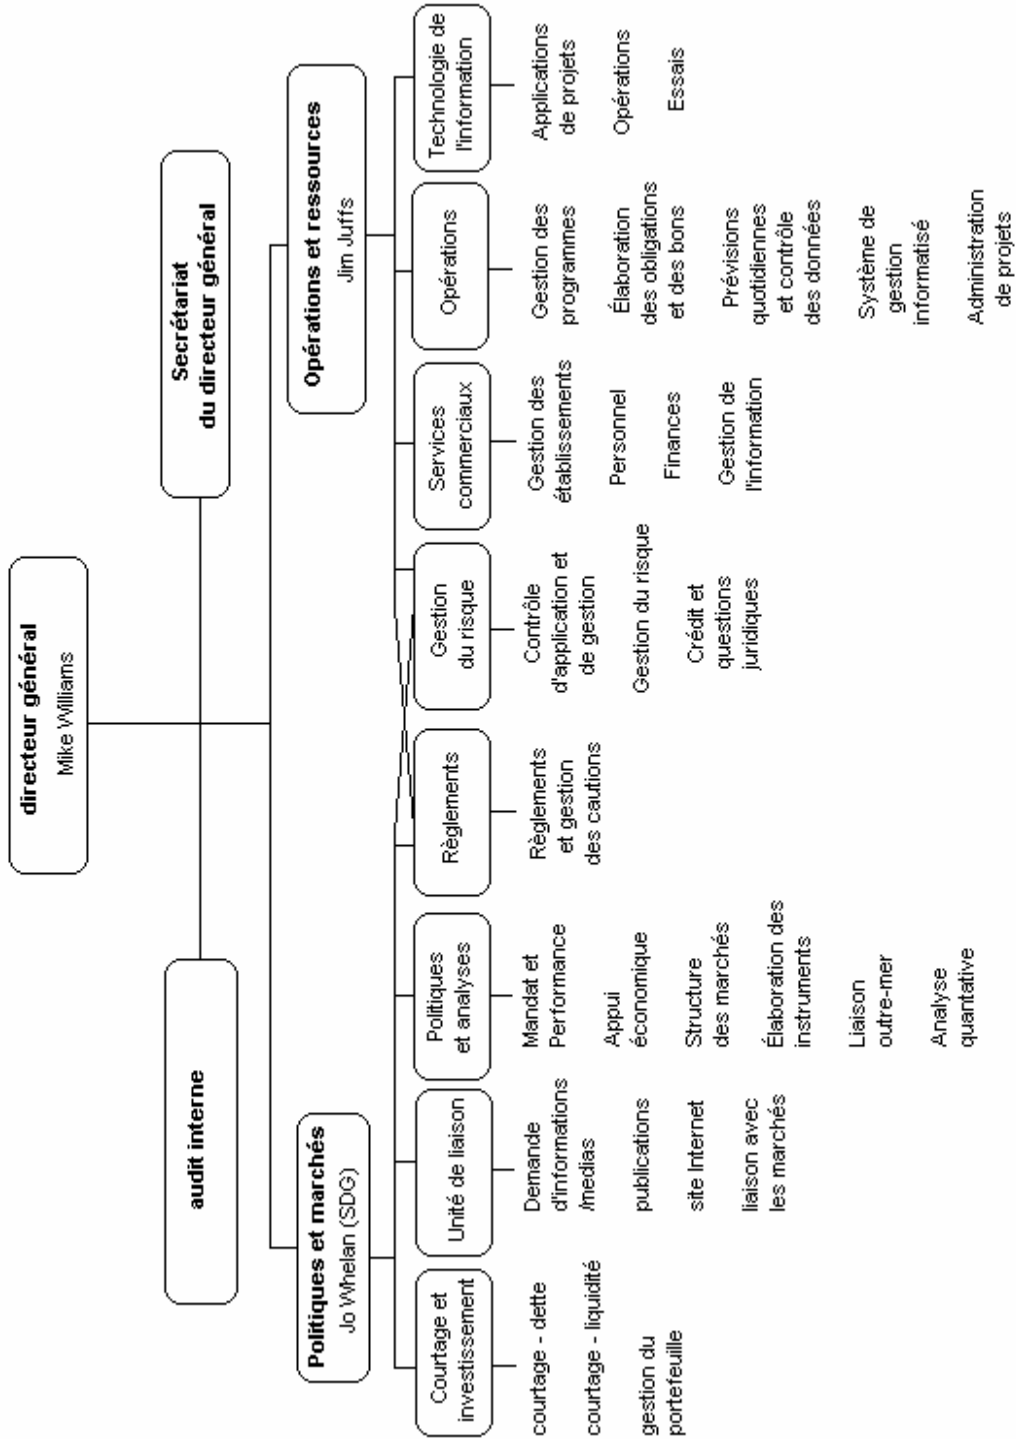 directeur général
Mike Williams
audit interne
Secrétariat
du directeur général
Politiques et marchés
Jo Whelan (SDG)
Opérations et ressources
Jim Juffs
Courtage et
investissement
courtage - dette
courtage - liquidité
gestion du
portefeuille
Unité de liaison
Demande
d'informations
/medias
publications
site Internet
liaison avec
les marchés
Politiques
et analyses
Mandat et
Performance
Appui
économique
Structure
des marchés
Élaboration des
instruments
Liaison
outre-mer
Analyse
quantative
Règlements
Règlements
et gestion
des cautions
Gestion
du risque
Contrôle
d'application et
de gestion
Gestion du risque
Crédit et
questions
juridiques
Services
commerciaux
Gestion des
établissements
Personnel
Finances
Gestion de
l'information
Opérations
Gestion des
programmes
Élaboration
des obligations
et des bons
Prévisions
quotidiennes
et contrôle
des données
Système de
gestion
informatisé
Administration
de projets
Technologie de
l'information
Applications
de projets
Opérations
Essais